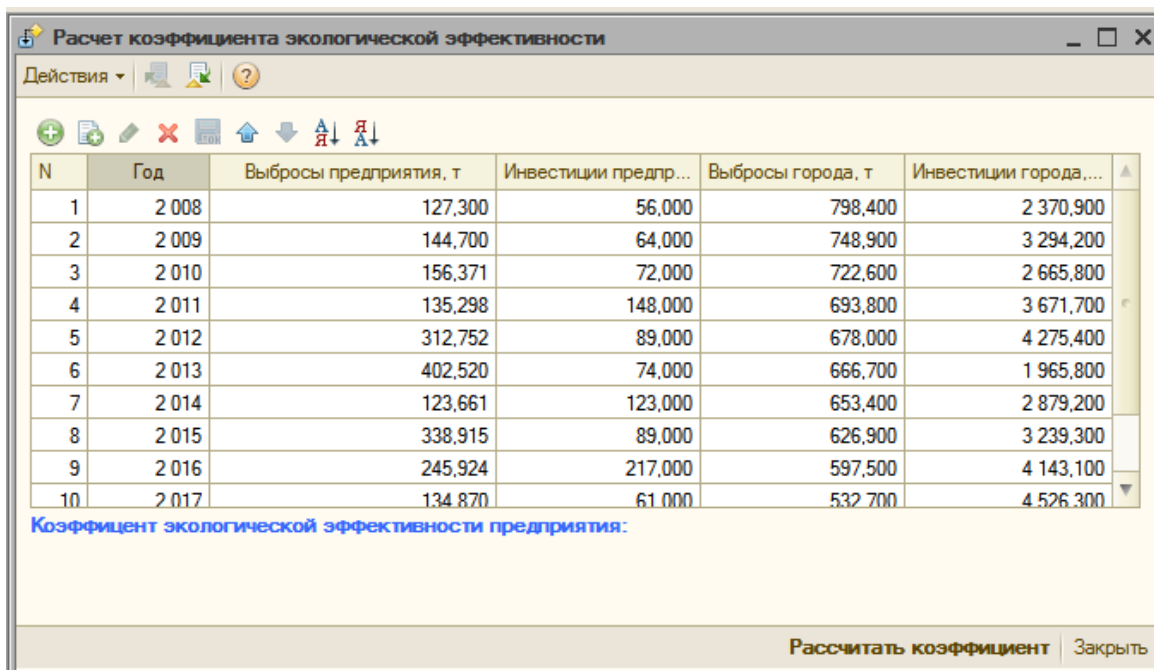 Расчет коэффициента экологической эффективности
Действия
N Год Выбросы предприятия, т Инвестиции предпр... Выбросы города, т Инвестиции города,...
1 2 008 127,300 56,000 798,400 2 370,900
2 2 009 144,700 64,000 748,900 3 294,200
3 2 010 156,371 72,000 722,600 2 665,800
4 2 011 135,298 148,000 693,800 3 671,700
5 2 012 312,752 89,000 678,000 4 275,400
6 2 013 402,520 74,000 666,700 1 965,800
7 2 014 123,661 123,000 653,400 2 879,200
8 2 015 338,915 89,000 626,900 3 239,300
9 2 016 245,924 217,000 597,500 4 143,100
10 2 017 134,870 61,000 532,700 4 526,300
Коэффицент экологической эффективности предприятия:
Рассчитать коэффициент Закрыть